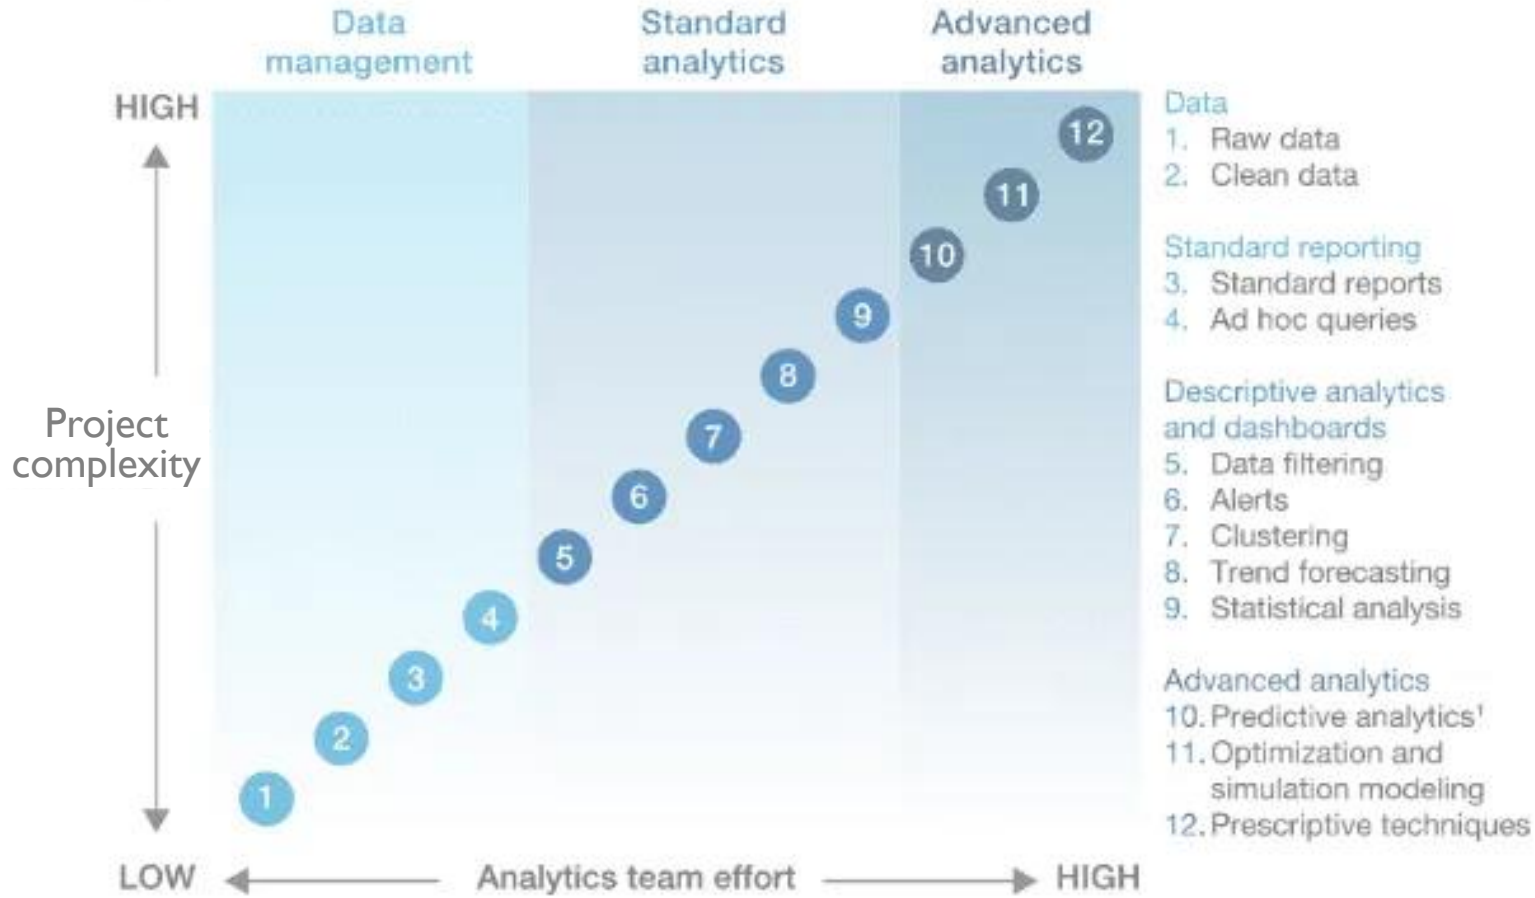 Data
management
Standard
analytics
Advanced
analytics
HIGH
Project
complexity
LOW
Analytics team effort
HIGH
1
2
3
4
5
6
7
8
9
10
11
12
Data
1. Raw data
2. Clean data
Standard reporting
3. Standard reports
4. Ad hoc queries
Descriptive analytics
and dashboards
5. Data filtering
6. Alerts
7. Clustering
8. Trend forecasting
9. Statistical analysis
Advanced analytics
10. Predictive analytics¹
11. Optimization and
simulation modeling
12. Prescriptive techniques